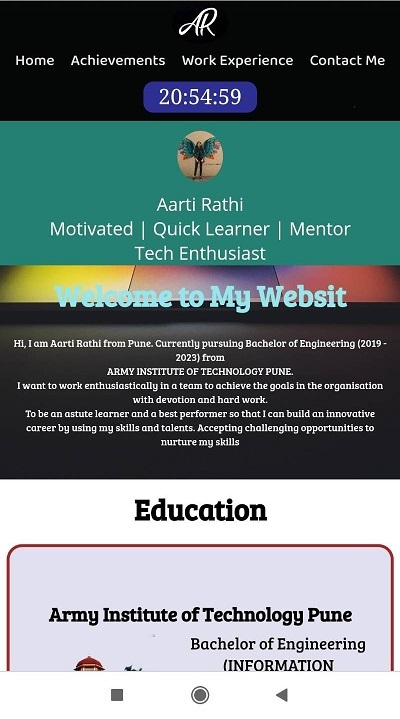 AR
Home Achievements Work Experience Contact Me
20:54:59
Aarti Rathi
Motivated | Quick Learner | Mentor
Tech Enthusiast
Welcome to My Websit
Hi, I am Aarti Rathi from Pune. Currently pursuing Bachelor of Engineering (2019 -
2023) from
ARMY INSTITUTE OF TECHNOLOGY PUNE.
I want to work enthusiastically in a team to achieve the goals in the organisation
with devotion and hard work.
To be an astute learner and a best performer so that I can build an innovative
career by using my skills and talents. Accepting challenging opportunities to
nurture my skills
Education
Army Institute of Technology Pune
Bachelor of Engineering
(INFORMATION